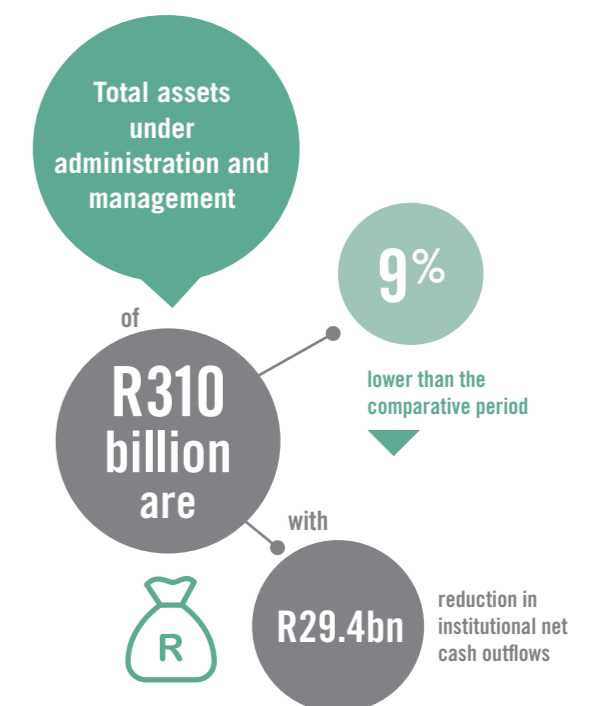 Total assets
under
administration and
management
of
R310
billion
are
9%
lower than the
comparative period
with
R29.4bn
reduction in
institutional net
cash outflows
R